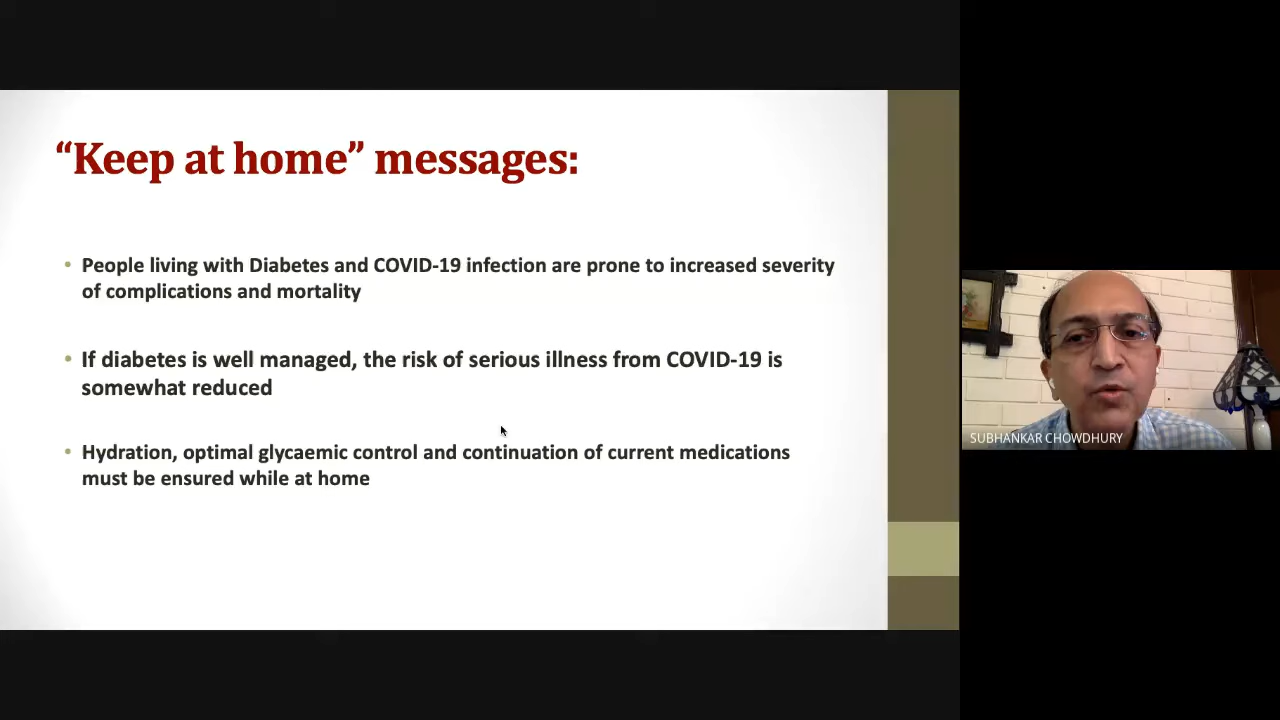 “Keep at home” messages:
• People living with Diabetes and COVID-19 infection are prone to increased severity
of complications and mortality
• If diabetes is well managed, the risk of serious illness from COVID-19 is
somewhat reduced
• Hydration, optimal glycaemic control and continuation of current medications
must be ensured while at home
SUBHANKAR CHOWDHURY